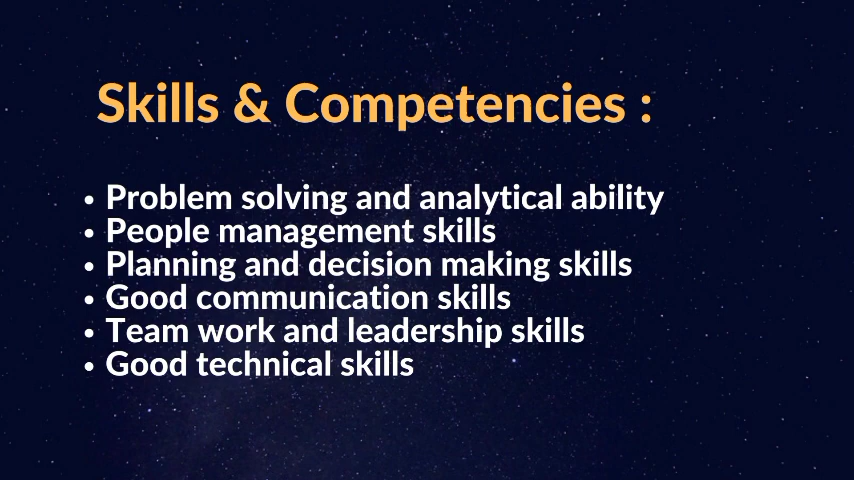 Skills & Competencies :
• Problem solving and analytical ability
• People management skills
• Planning and decision making skills
• Good communication skills
• Team work and leadership skills
• Good technical skills